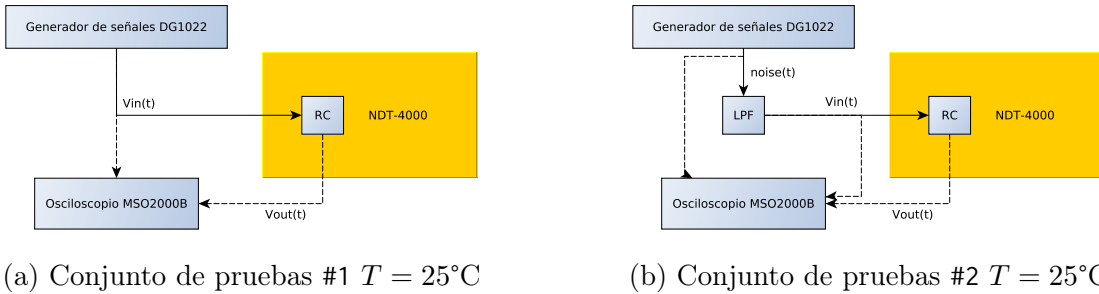 Generador de señales DG1022
Vin(t)
RC
NDT-4000
Osciloscopio MSO2000B
Vout(t)
(a) Conjunto de pruebas #1 T = 25°C
Generador de señales DG1022
noise(t)
Vin(t)
LPF
RC
NDT-4000
Osciloscopio MSO2000B
Vout(t)
(b) Conjunto de pruebas #2 T = 25°C